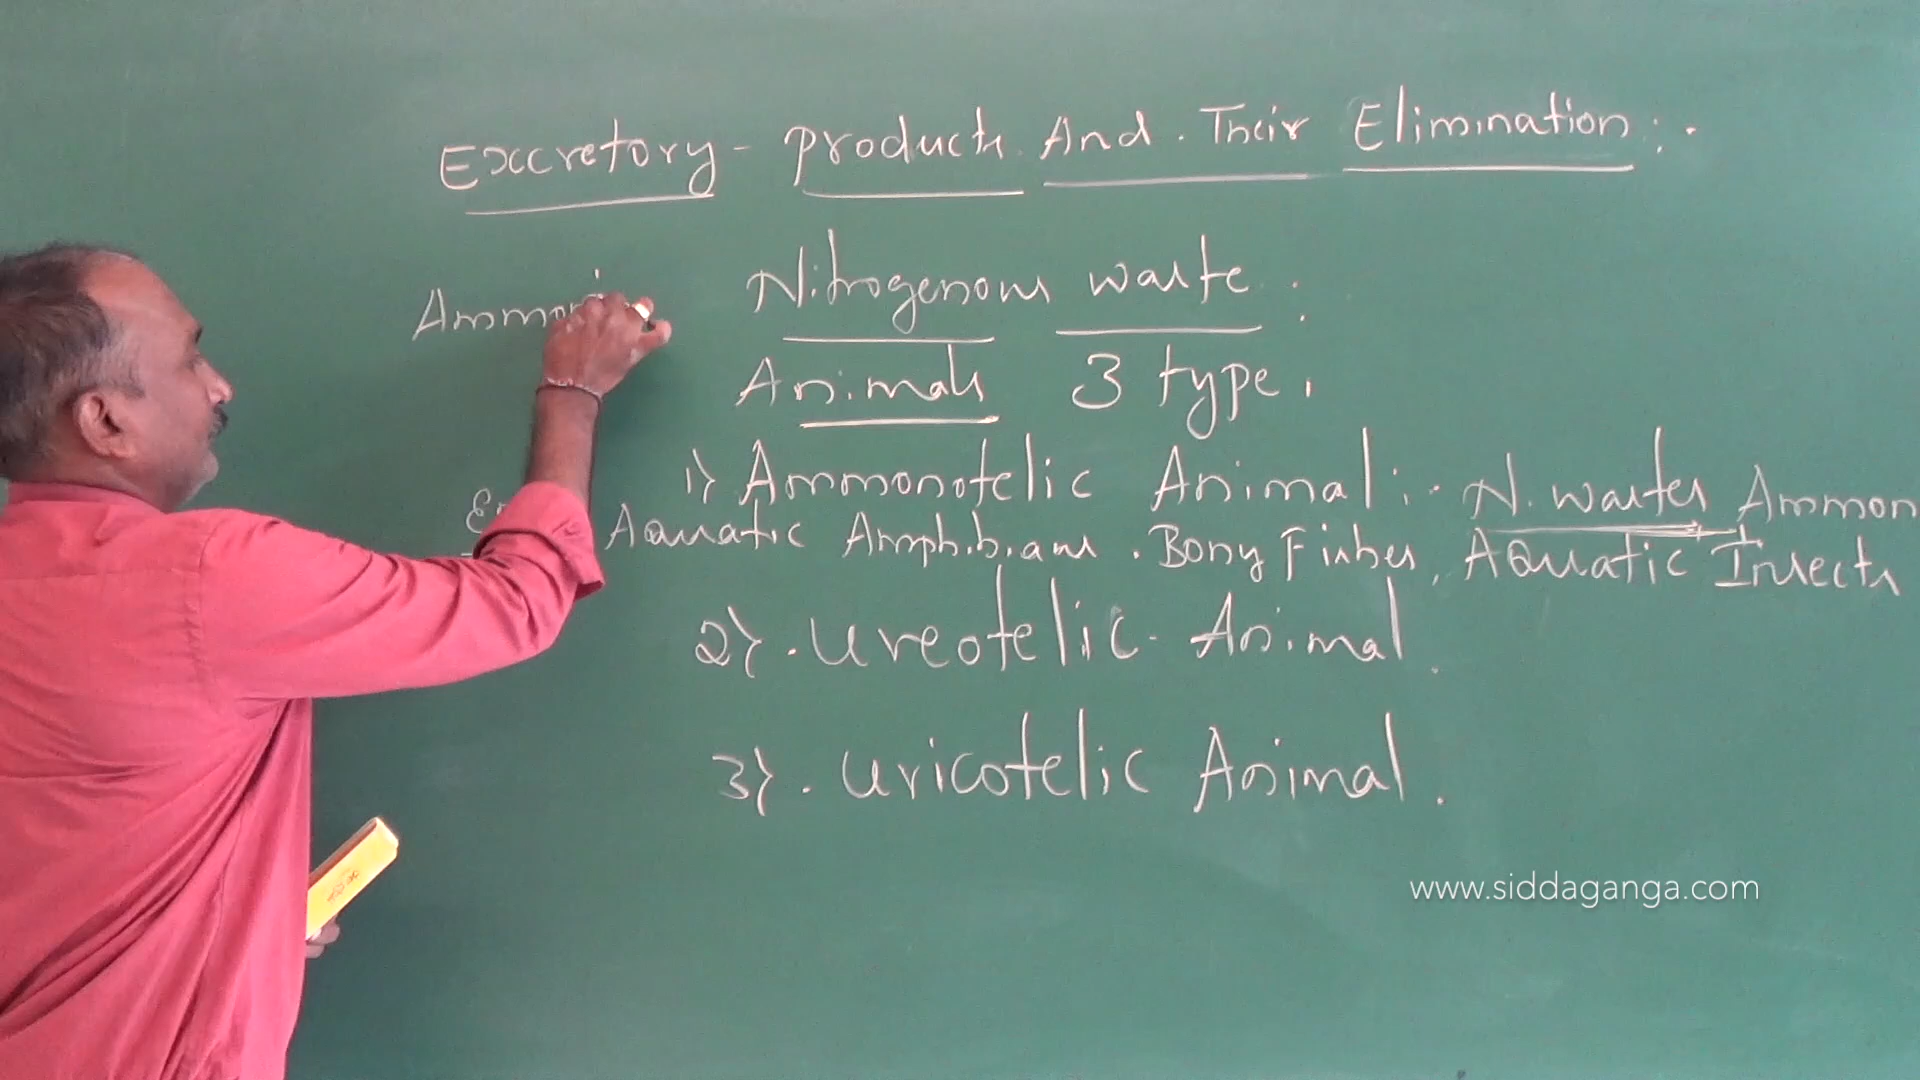 Excretory - products And. Their Elimination :.
Nitrogenous waste :
Animals 3 type.
1) Ammonotelic Animal :. N. wastes Ammon
Aquatic Amphibians. Bony Fishes, Aquatic Insects
2). Ureotelic. Animal.
3). Uricotelic Animal.
www.siddaganga.com